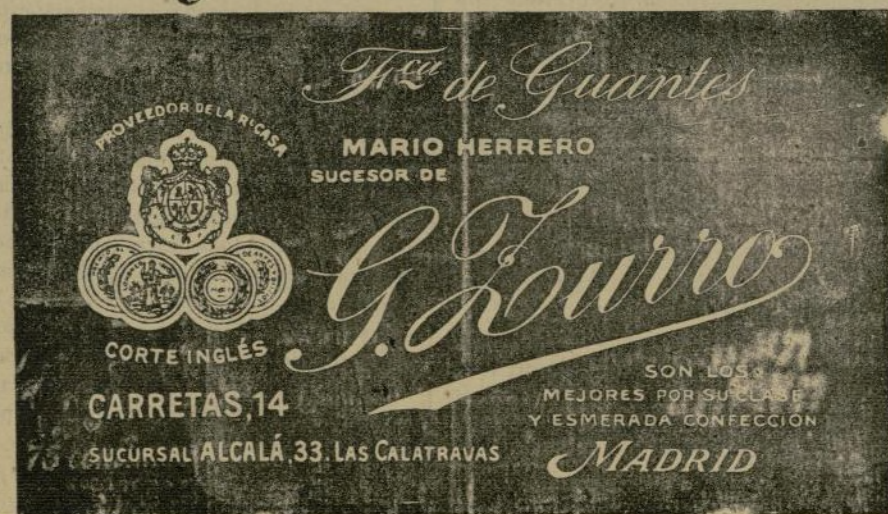 Fca de Guantes
PROVEEDOR DE LA Rl CASA
MARIO HERRERO
SUCESOR DE
G. Zurro
CORTE INGLÉS
CARRETAS, 14
SUCURSAL ALCALÁ, 33. LAS CALATRAVAS
SON LOS
MEJORES POR SU CLASE
Y ESMERADA CONFECCIÓN
MADRID